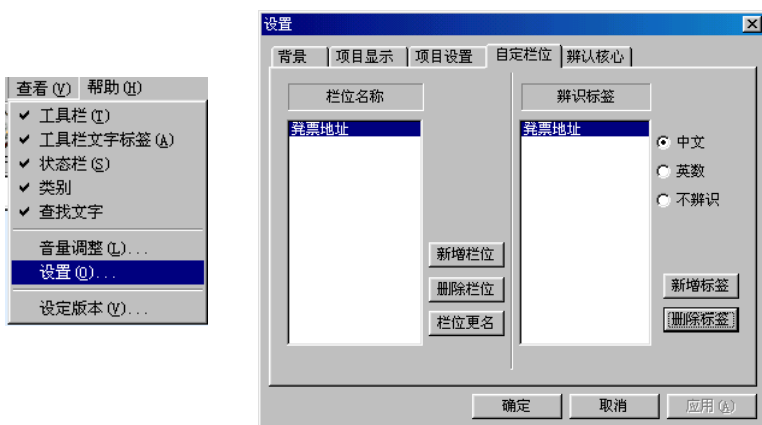 查看(V) 帮助(H)
工具栏(T)
工具栏文字标签(A)
状态栏(S)
类别
查找文字
音量调整(L)...
设置(O)...
设定版本(V)...
设置
背景 项目显示 项目设置 自定栏位 辨认核心
栏位名称
發票地址
新增栏位
删除栏位
栏位更名
辨识标签
發票地址
中文
英数
不辨识
新增标签
删除标签
确定 取消 应用(A)